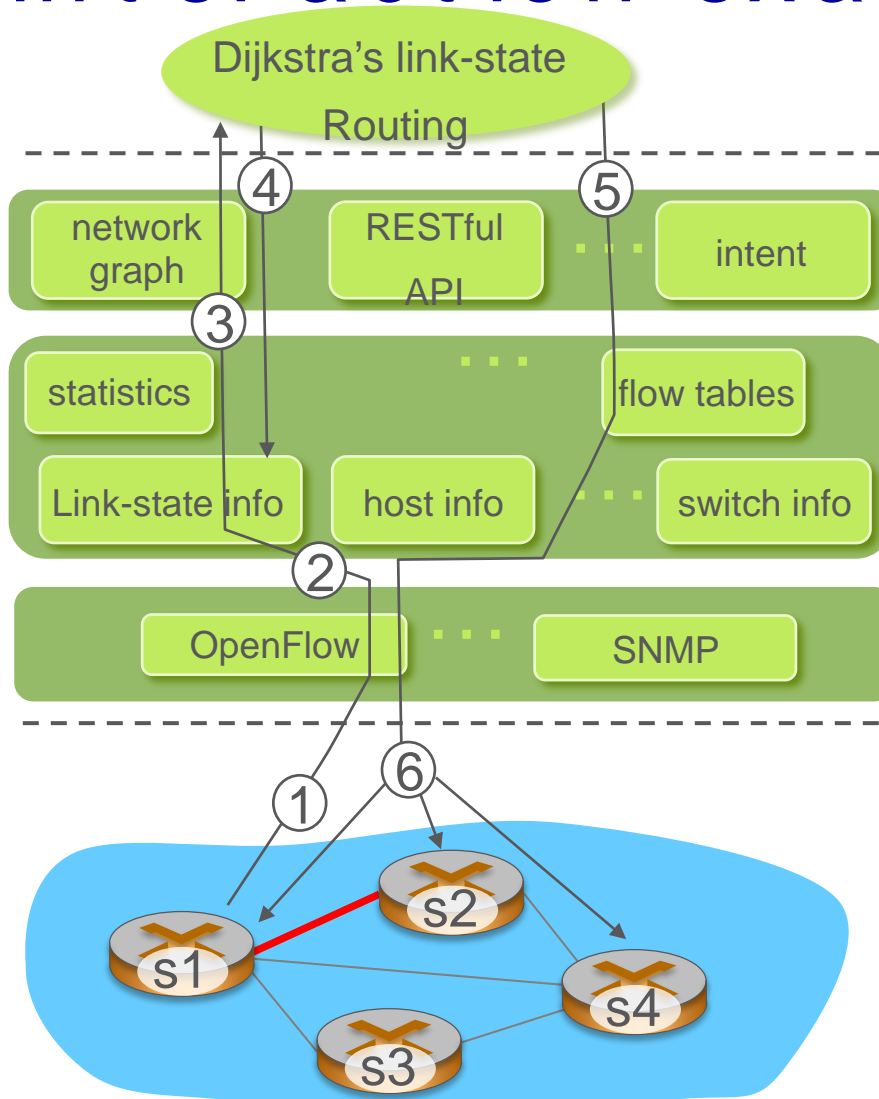 Dijkstra’s link-state
Routing
4
5
network
graph
RESTful
API
. . .
intent
3
statistics
. . .
flow tables
Link-state info
host info
. . .
switch info
2
OpenFlow
. . .
SNMP
1
6
s2
s1
s4
s3